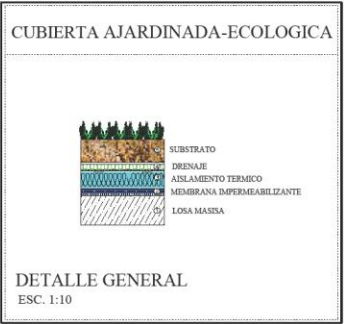 CUBIERTA AJARDINADA-ECOLOGICA
SUBSTRATO
DRENAJE
AISLAMIENTO TERMICO
MEMBRANA IMPERMEABILIZANTE
LOSA MASISA
DETALLE GENERAL
ESC. 1:10